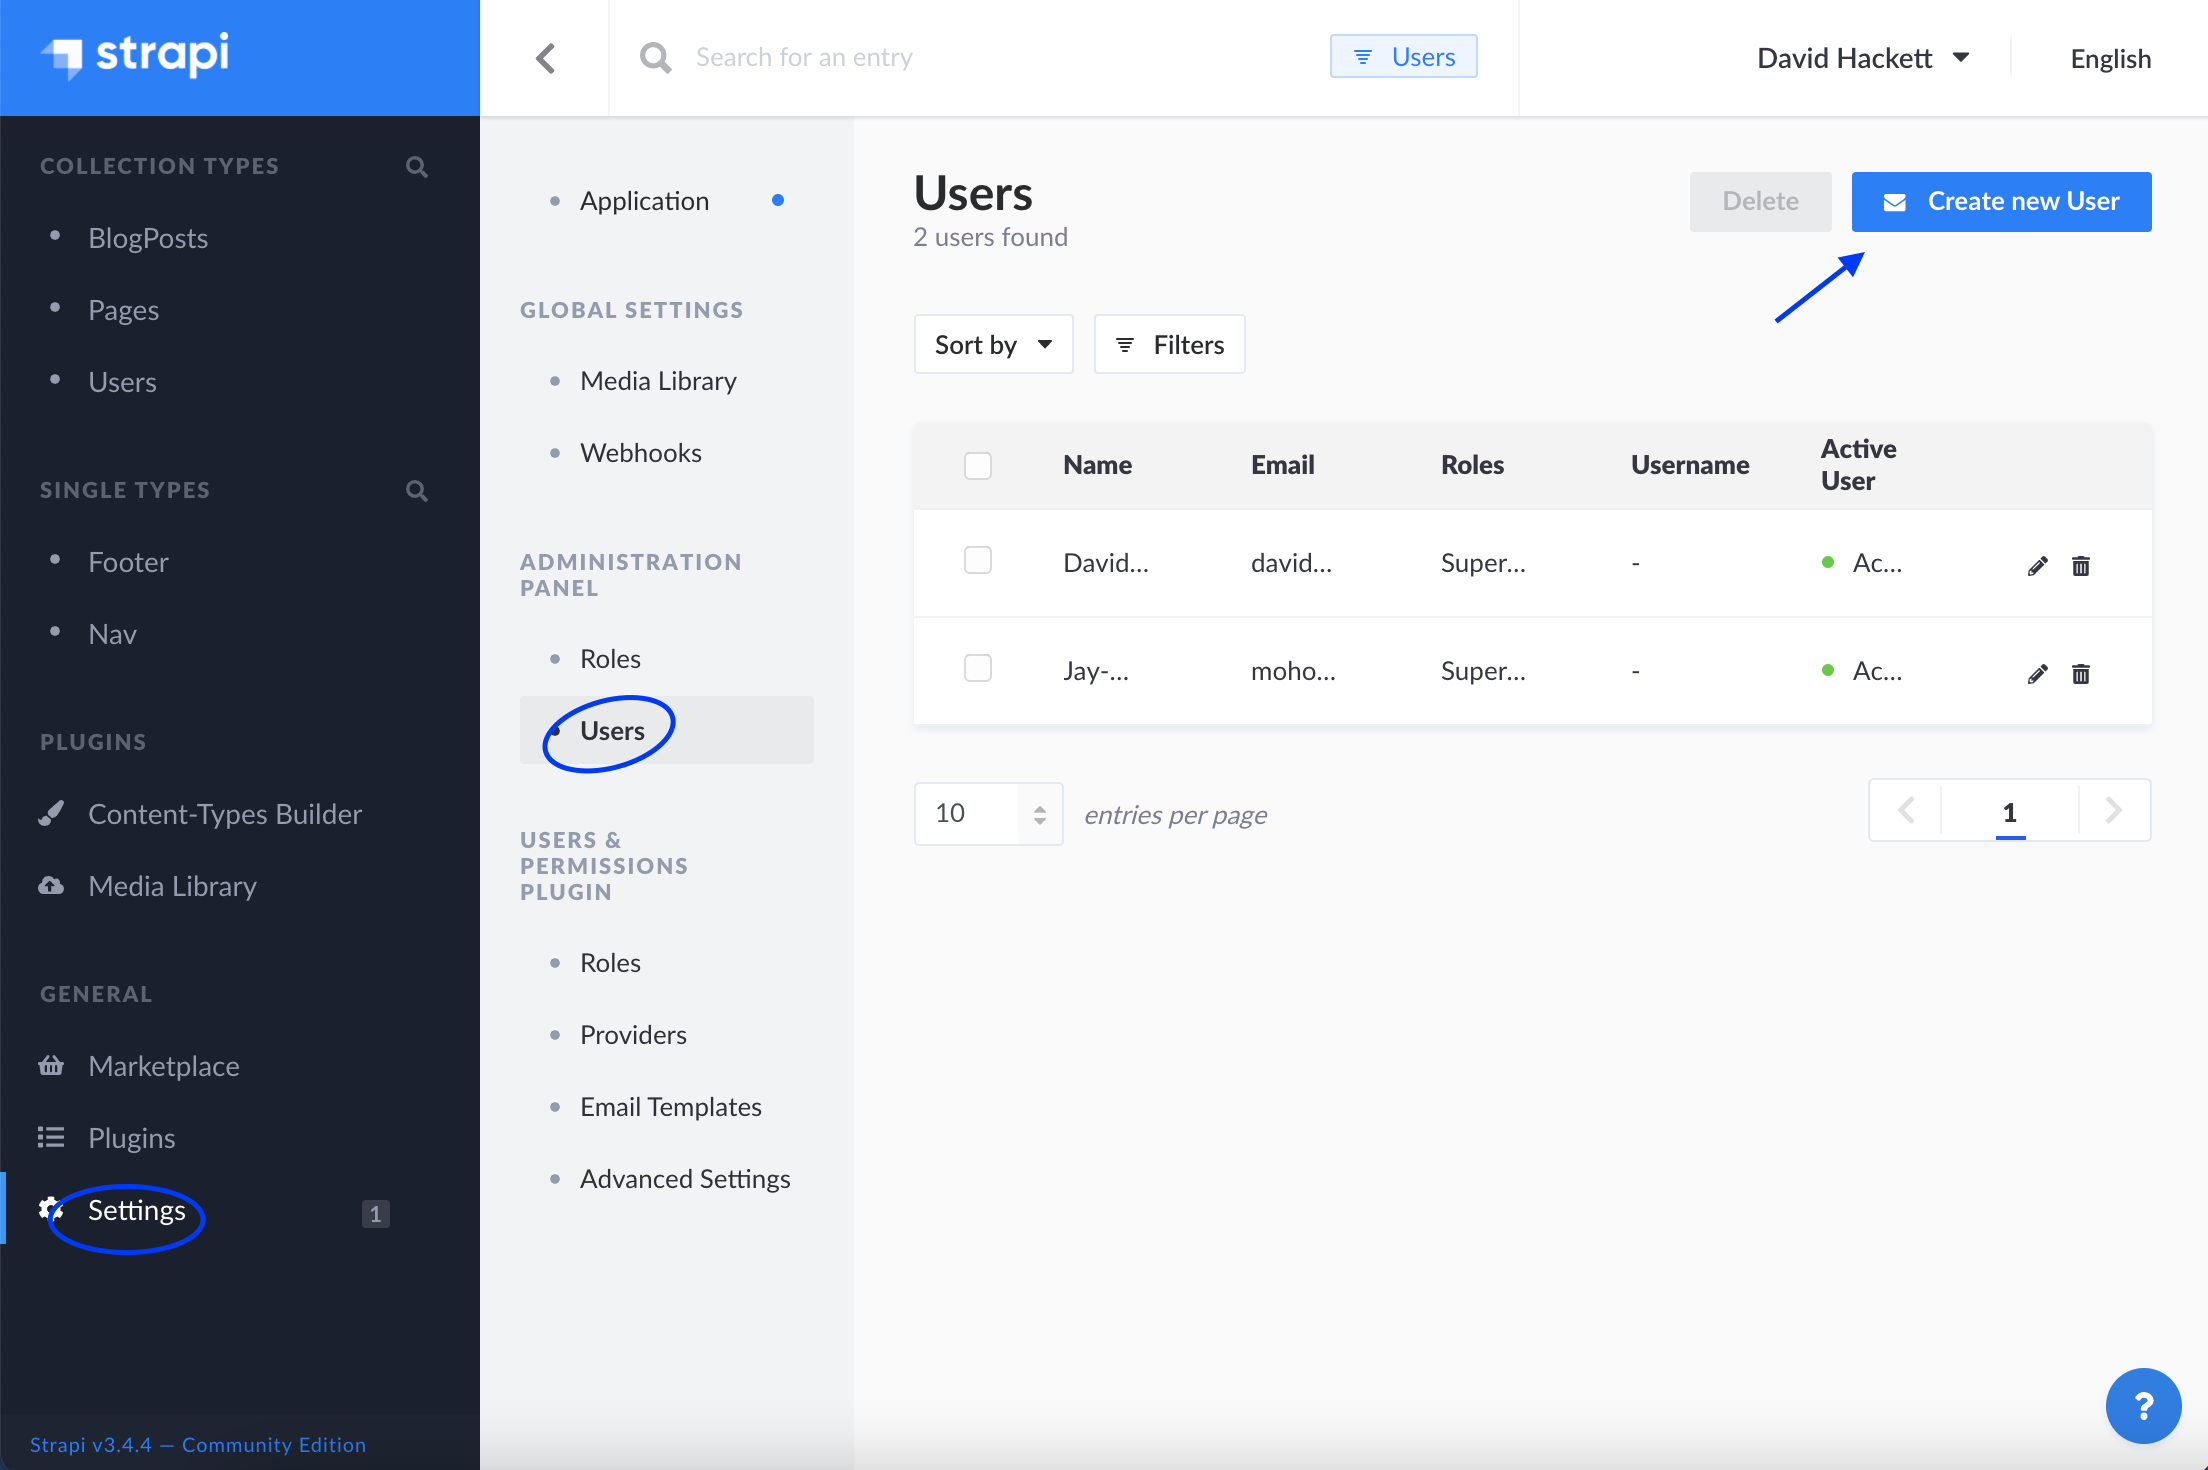 strapi
Search for an entry
Users
David Hackett
English
COLLECTION TYPES
BlogPosts
Pages
Users
SINGLE TYPES
Footer
Nav
PLUGINS
Content-Types Builder
Media Library
GENERAL
Marketplace
Plugins
Settings
1
Strapi v3.4.4 — Community Edition
Application
GLOBAL SETTINGS
Media Library
Webhooks
ADMINISTRATION
PANEL
Roles
Users
USERS &
PERMISSIONS
PLUGIN
Roles
Providers
Email Templates
Advanced Settings
Users
2 users found
Delete
Create new User
Sort by
Filters
Name Email Roles Username Active User
David... david... Super... - Ac...
Jay-... moho... Super... - Ac...
10 entries per page
1
?